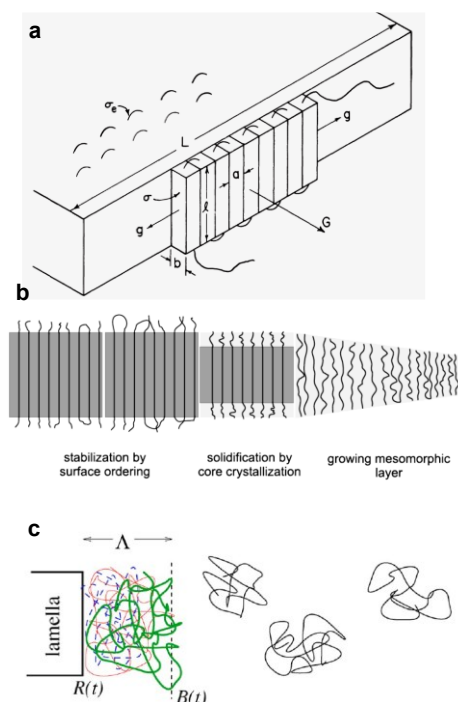 a
σe
L
g
a
σ
ℓ
g
G
b
b
stabilization by
surface ordering
solidification by
core crystallization
growing mesomorphic
layer
c
Λ
lamella
R(t)
B(t)